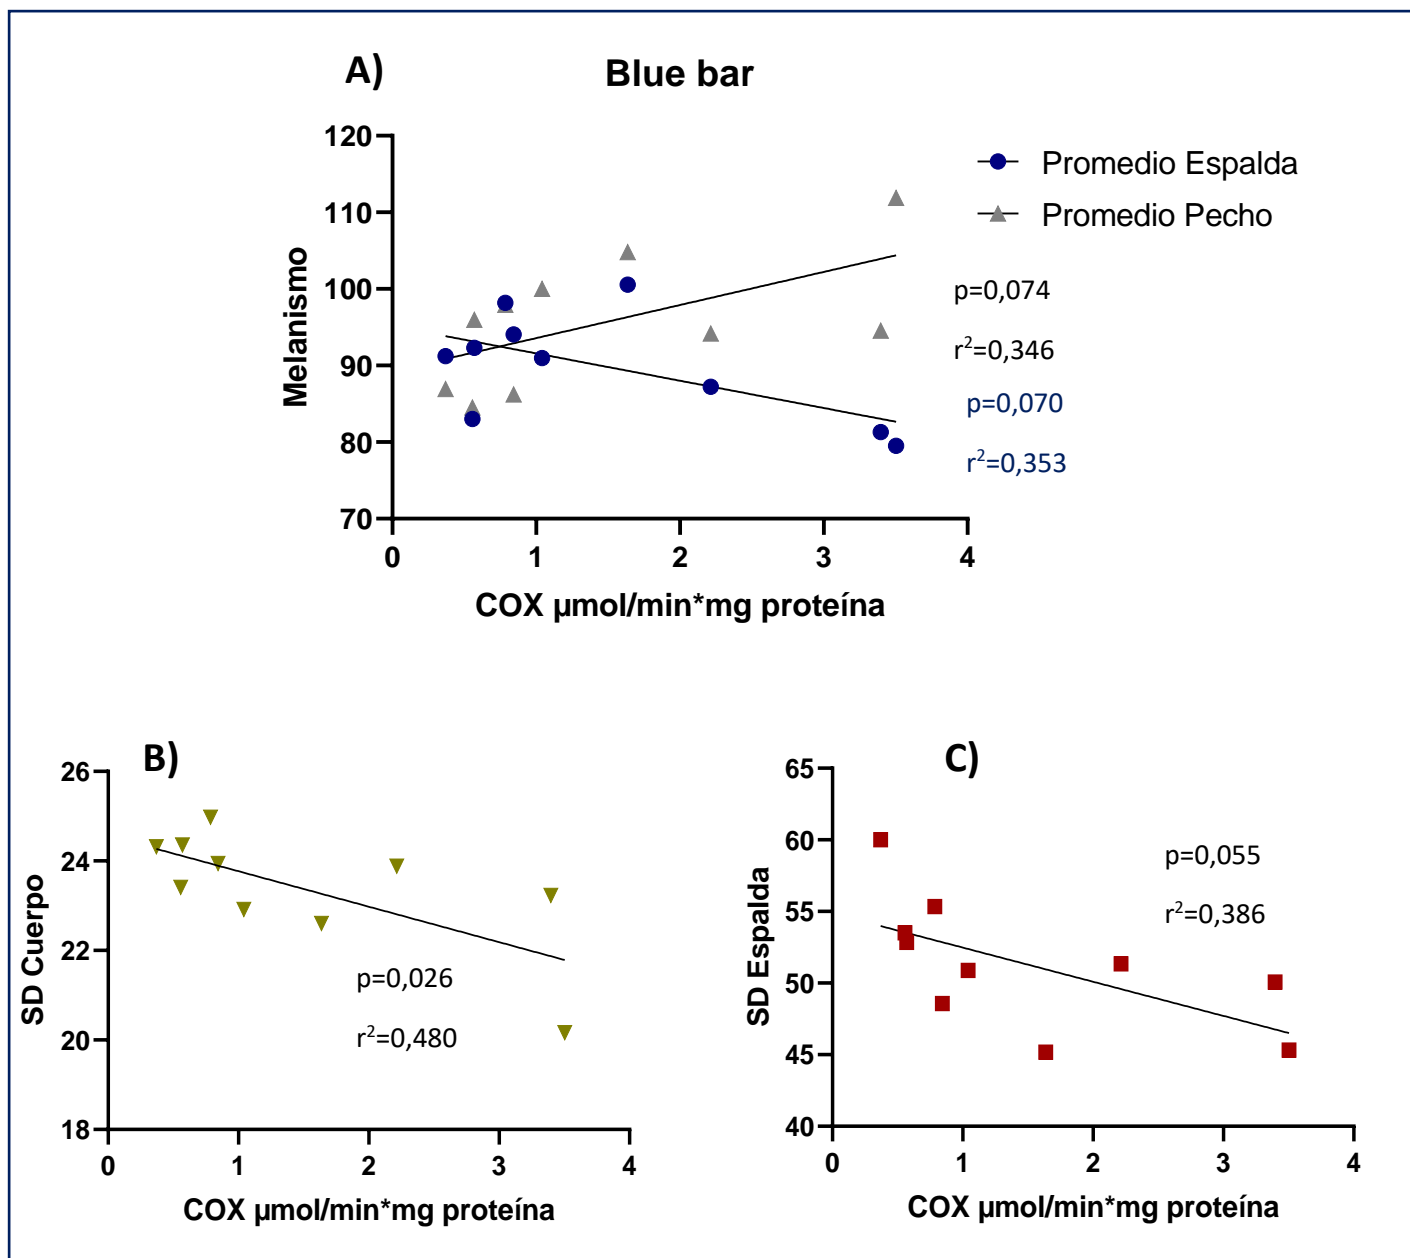 A)
Blue bar
120
110
100
90
80
70
Melanismo
0 1 2 3 4
COX µmol/min*mg proteína
Promedio Espalda
Promedio Pecho
p=0,074
r²=0,346
p=0,070
r²=0,353
B)
26
24
22
20
18
SD Cuerpo
0 1 2 3 4
COX µmol/min*mg proteína
p=0,026
r²=0,480
C)
65
60
55
50
45
40
SD Espalda
0 1 2 3 4
COX µmol/min*mg proteína
p=0,055
r²=0,386